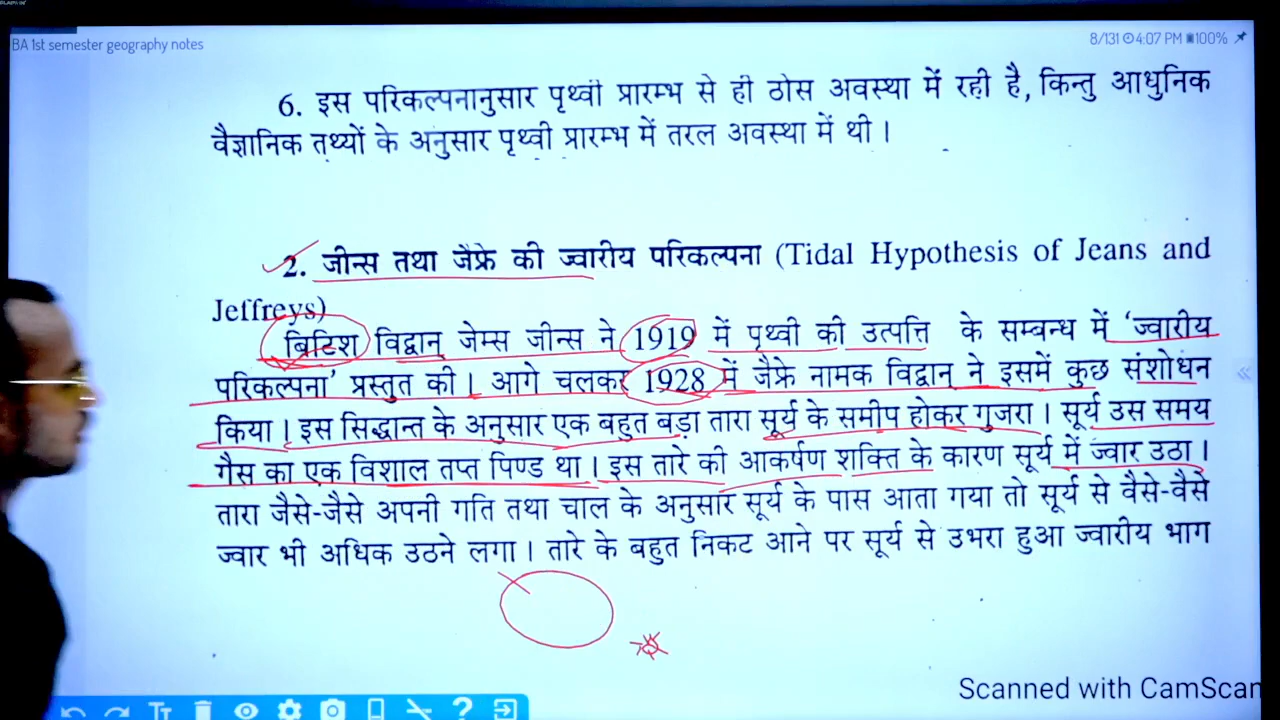 BA 1st semester geography notes
8/131 4:07 PM 100%
6. इस परिकल्पनानुसार पृथ्वी प्रारम्भ से ही ठोस अवस्था में रही है, किन्तु आधुनिक
वैज्ञानिक तथ्यों के अनुसार पृथ्वी प्रारम्भ में तरल अवस्था में थी ।
2. जीन्स तथा जैफ्रे की ज्वारीय परिकल्पना (Tidal Hypothesis of Jeans and
Jeffreys)
ब्रिटिश विद्वान् जेम्स जीन्स ने 1919 में पृथ्वी की उत्पत्ति के सम्बन्ध में ‘ज्वारीय
परिकल्पना’ प्रस्तुत की । आगे चलकर 1928 में जैफ्रे नामक विद्वान् ने इसमें कुछ संशोधन
किया । इस सिद्धान्त के अनुसार एक बहुत बड़ा तारा सूर्य के समीप होकर गुजरा । सूर्य उस समय
गैस का एक विशाल तप्त पिण्ड था । इस तारे की आकर्षण शक्ति के कारण सूर्य में ज्वार उठा ।
तारा जैसे-जैसे अपनी गति तथा चाल के अनुसार सूर्य के पास आता गया तो सूर्य से वैसे-वैसे
ज्वार भी अधिक उठने लगा । तारे के बहुत निकट आने पर सूर्य से उभरा हुआ ज्वारीय भाग
Scanned with CamScan